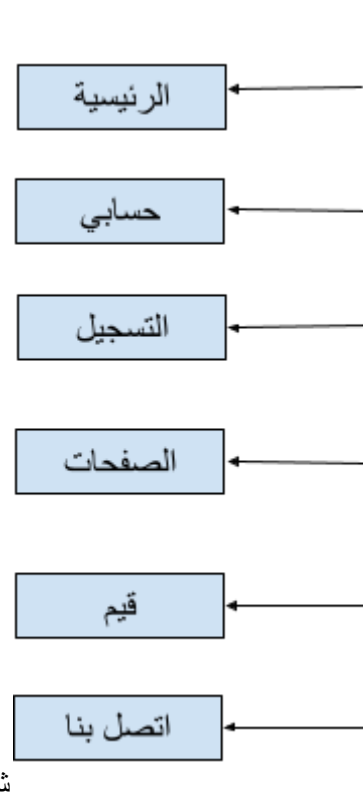 الرئيسية
حسابي
التسجيل
الصفحات
قيم
اتصل بنا